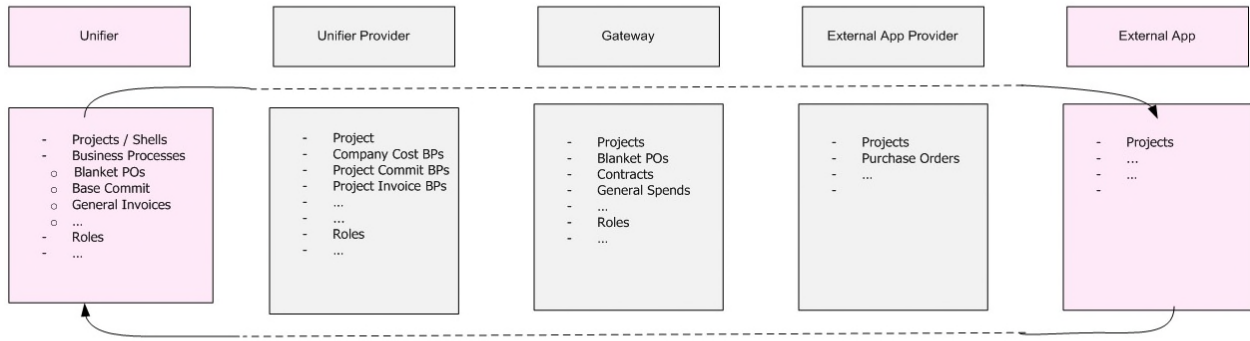 Unifier
Unifier Provider
Gateway
External App Provider
External App
- Projects / Shells
- Business Processes
o Blanket POs
o Base Commit
o General Invoices
o ...
- Roles
- ...
- Project
- Company Cost BPs
- Project Commit BPs
- Project Invoice BPs
- ...
- ...
- Roles
- ...
- Projects
- Blanket POs
- Contracts
- General Spends
- ...
- Roles
- ...
- Projects
- Purchase Orders
- ...
-
- Projects
- ...
- ...
-